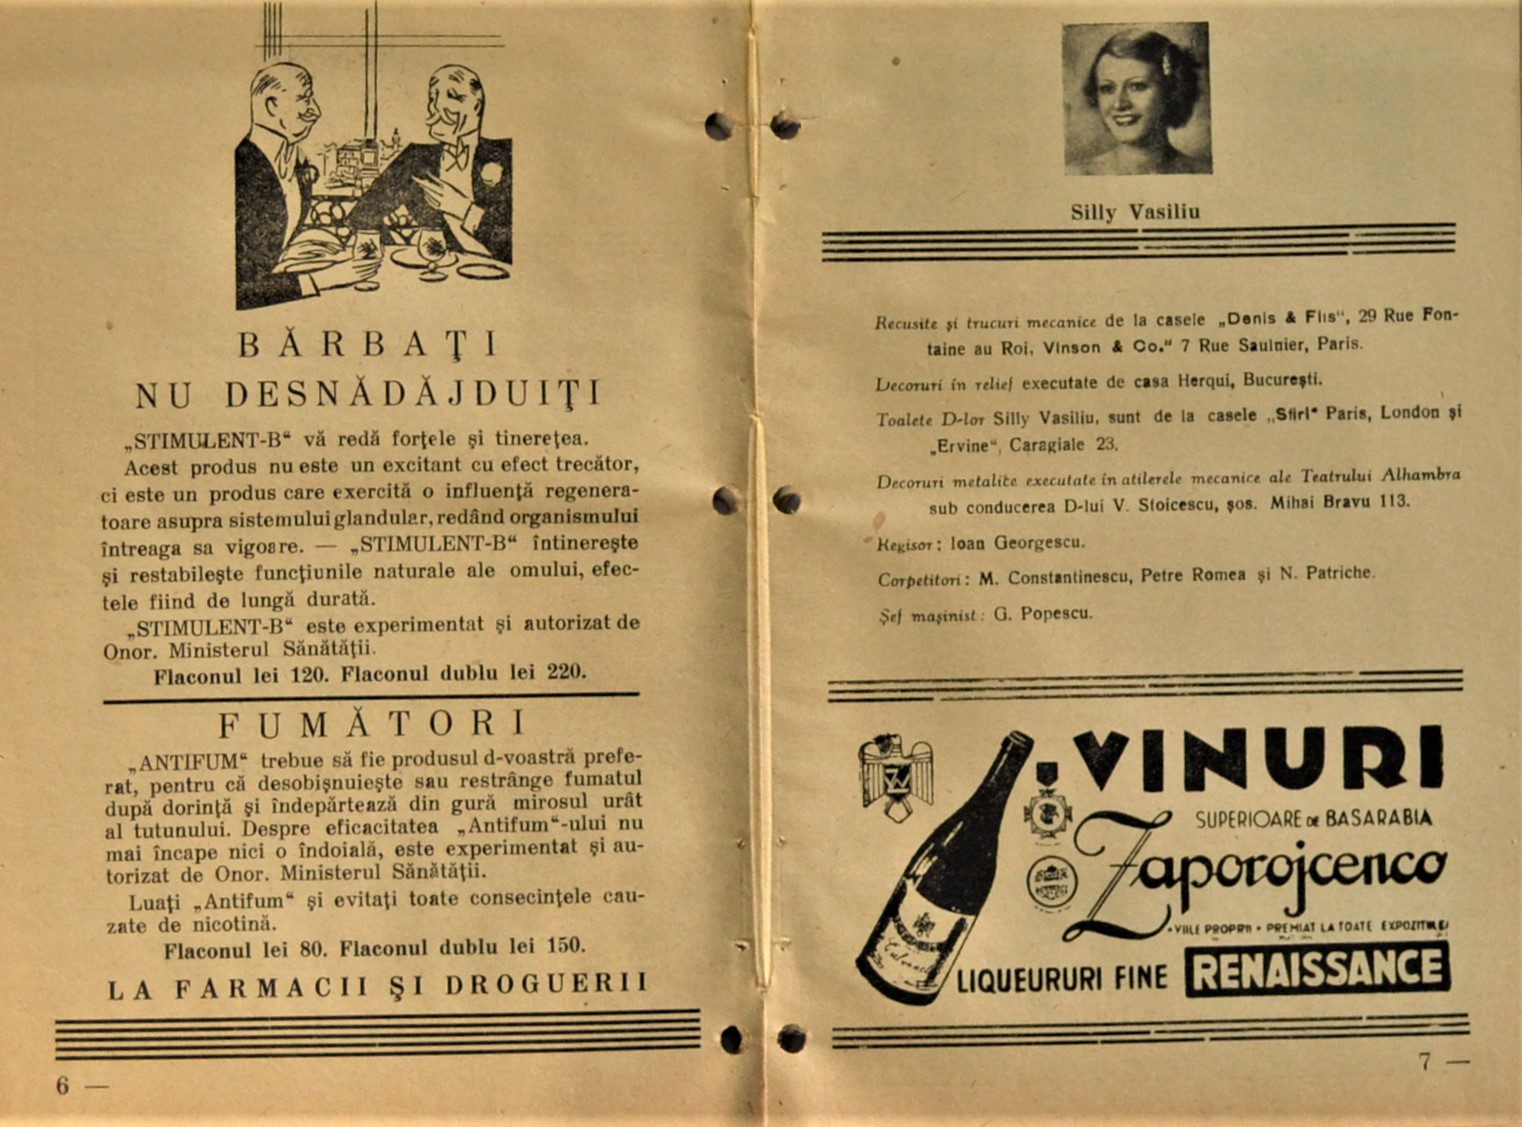 BĂRBAŢI
NU DESNĂDĂJDUIŢI
„STIMULENT-B“ vă redă forţele şi tinereţea.
Acest produs nu este un excitant cu efect trecător,
ci este un produs care exercită o influenţă regenera-
toare asupra sistemului glandular, redând organismului
întreaga sa vigoare. — „STIMULENT-B“ întinereşte
şi restabileşte funcţiunile naturale ale omului, efec-
tele fiind de lungă durată.
„STIMULENT-B“ este experimentat şi autorizat de
Onor. Ministerul Sănătăţii.
Flaconul lei 120. Flaconul dublu lei 220.
FUMĂTORI
„ANTIFUM“ trebue să fie produsul d-voastră prefe-
rat, pentru că desobişnuieşte sau restrânge fumatul
după dorinţă şi îndepărtează din gură mirosul urât
al tutunului. Despre eficacitatea „Antifum“-ului nu
mai încape nici o îndoială, este experimentat şi au-
torizat de Onor. Ministerul Sănătăţii.
Luaţi „Antifum“ şi evitaţi toate consecinţele cau-
zate de nicotină.
Flaconul lei 80. Flaconul dublu lei 150.
LA FARMACII ŞI DROGUERII
6 —
Silly Vasiliu
Recusite şi trucuri mecanice de la casele „Denis & Fiis“, 29 Rue Fon-
taine au Roi, Vinson & Co.“ 7 Rue Saulnier, Paris.
Decoruri în relief executate de casa Herqui, Bucureşti.
Toalete D-lor Silly Vasiliu, sunt de la casele „Stirl“ Paris, London şi
„Ervine“, Caragiale 23.
Decoruri metalite executate în atilerele mecanice ale Teatrului Alhambra
sub conducerea D-lui V. Stoicescu, şos. Mihai Bravu 113.
Regisor: Ioan Georgescu.
Corpetitori: M. Constantinescu, Petre Romea şi N. Patriche.
Şef maşinist: G. Popescu.
VINURI
SUPERIOARE DE BASARABIA
Zaporojcenco
• VIILE PROPRII • PREMIAT LA TOATE EXPOZITIILE
LIQUEURURI FINE RENAISSANCE
7 —